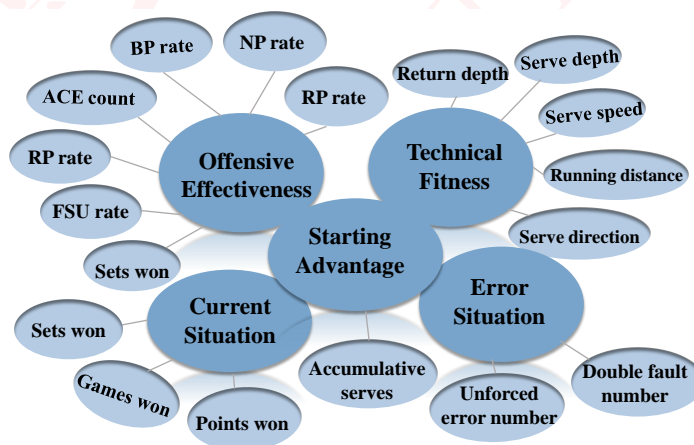 BP rate
NP rate
ACE count
RP rate
RP rate
FSU rate
Sets won
Offensive
Effectiveness
Return depth
Serve depth
Serve speed
Running distance
Serve direction
Technical
Fitness
Starting
Advantage
Accumulative
serves
Current
Situation
Sets won
Games won
Points won
Error
Situation
Unforced
error number
Double fault
number